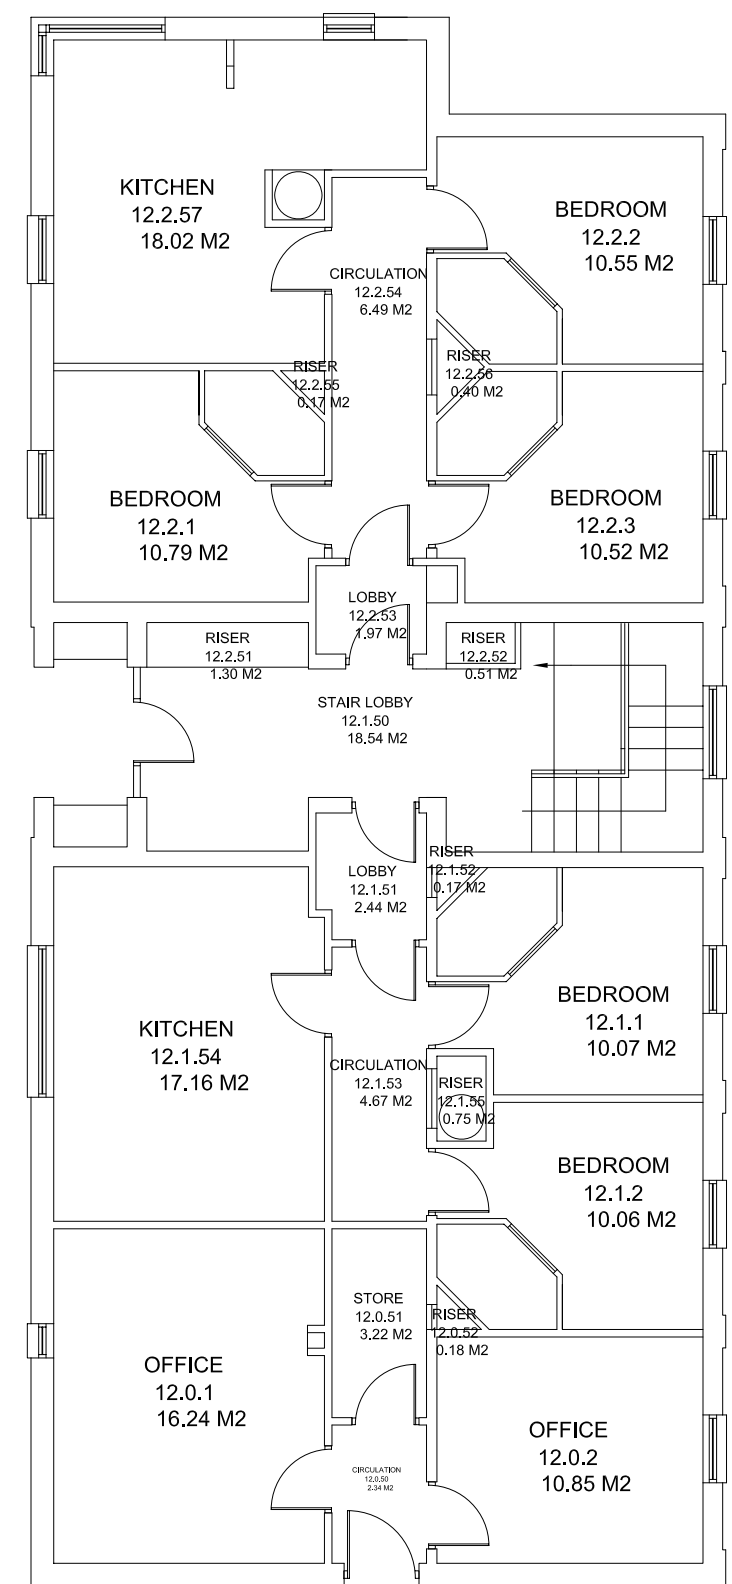 KITCHEN
12.2.57
18.02 M2
BEDROOM
12.2.2
10.55 M2
CIRCULATION
12.2.54
6.49 M2
RISER
12.2.55
0.17 M2
RISER
12.2.56
0.40 M2
BEDROOM
12.2.1
10.79 M2
BEDROOM
12.2.3
10.52 M2
LOBBY
12.2.53
1.97 M2
RISER
12.2.51
1.30 M2
RISER
12.2.52
0.51 M2
STAIR LOBBY
12.1.50
18.54 M2
LOBBY
12.1.51
2.44 M2
RISER
12.1.52
0.17 M2
BEDROOM
12.1.1
10.07 M2
KITCHEN
12.1.54
17.16 M2
CIRCULATION
12.1.53
4.67 M2
RISER
12.1.55
0.75 M2
BEDROOM
12.1.2
10.06 M2
STORE
12.0.51
3.22 M2
RISER
12.0.52
0.18 M2
OFFICE
12.0.1
16.24 M2
OFFICE
12.0.2
10.85 M2
CIRCULATION
12.0.50
2.34 M2